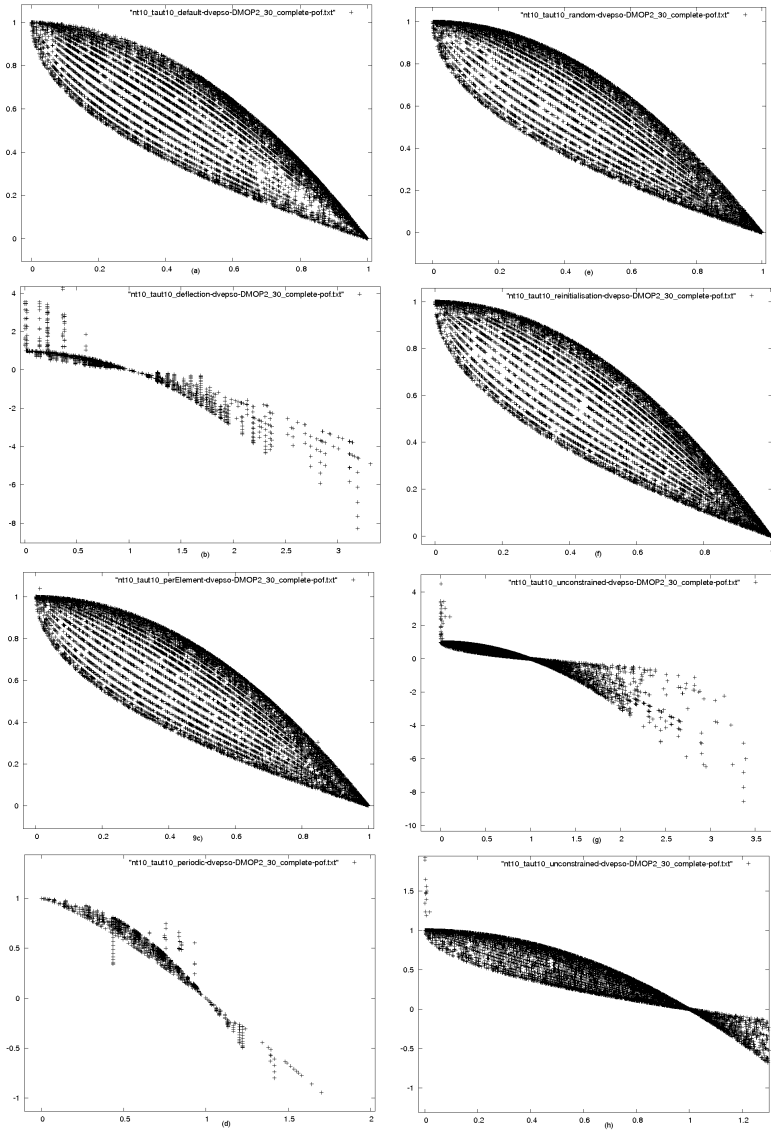 "nt10_taut10_default-dvepso-DMOP2_30_complete-pof.txt" +
1
0.8
0.6
0.4
0.2
0
0 0.2 0.4 0.6 0.8 1
(a)
"nt10_taut10_random-dvepso-DMOP2_30_complete-pof.txt" +
1
0.8
0.6
0.4
0.2
0
0 0.2 0.4 0.6 0.8 1
(e)
"nt10_taut10_deflection-dvepso-DMOP2_30_complete-pof.txt" +
4
2
0
-2
-4
-6
-8
0 0.5 1 1.5 2 2.5 3
(b)
"nt10_taut10_reinitialisation-dvepso-DMOP2_30_complete-pof.txt" +
1
0.8
0.6
0.4
0.2
0
0 0.2 0.4 0.6 0.8
(f)
"nt10_taut10_perElement-dvepso-DMOP2_30_complete-pof.txt" +
1
0.8
0.6
0.4
0.2
0
0 0.2 0.4 0.6 0.8 1
9c)
"nt10_taut10_unconstrained-dvepso-DMOP2_30_complete-pof.txt" +
4
2
0
-2
-4
-6
-8
-10
0 0.5 1 1.5 2 2.5 3 3.5
(g)
"nt10_taut10_periodic-dvepso-DMOP2_30_complete-pof.txt" +
1
0.5
0
-0.5
-1
0 0.5 1 1.5 2
(d)
"nt10_taut10_unconstrained-dvepso-DMOP2_30_complete-pof.txt" +
1.5
1
0.5
0
-0.5
-1
0 0.2 0.4 0.6 0.8 1 1.2
(h)